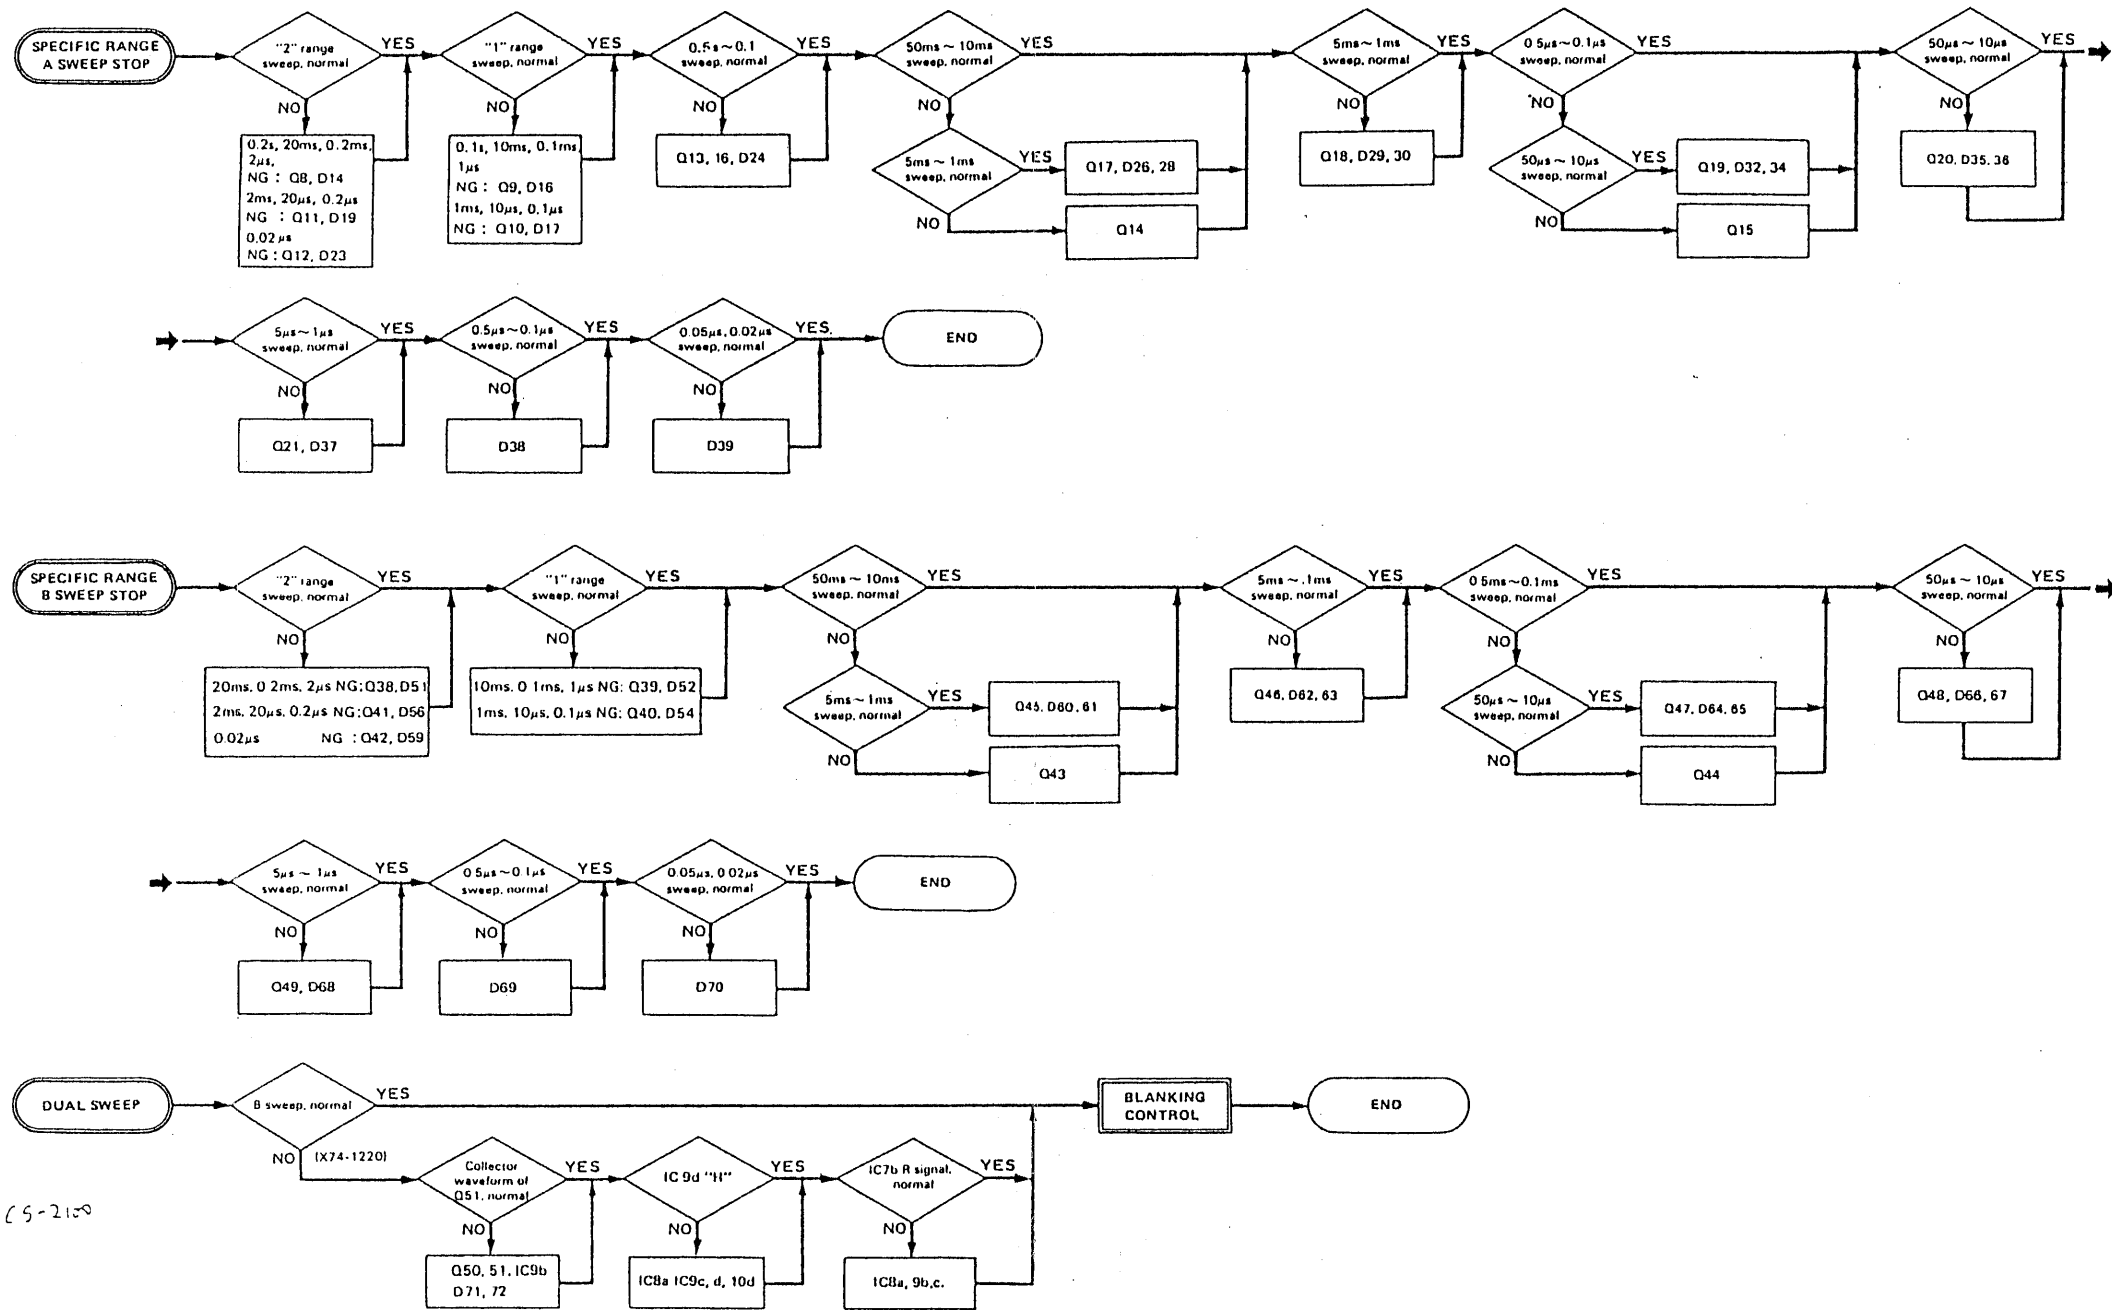 SPECIFIC RANGE
A SWEEP STOP
"2" range
sweep, normal
YES
NO
0.2s, 20ms, 0.2ms,
2µs,
NG : Q8, D14
2ms, 20µs, 0.2µs
NG : Q11, D19
0.02µs
NG : Q12, D23
"1" range
sweep, normal
YES
NO
0.1s, 10ms, 0.1ms
1µs
NG : Q9, D16
1ms, 10µs, 0.1µs
NG : Q10, D17
0.5s ~ 0.1
sweep, normal
YES
NO
Q13, 16, D24
50ms ~ 10ms
sweep, normal
YES
NO
5ms ~ 1ms
sweep, normal
YES
Q17, D26, 28
NO
Q14
5ms ~ 1ms
sweep, normal
YES
NO
Q18, D29, 30
0.5µs ~ 0.1µs
sweep, normal
YES
NO
50µs ~ 10µs
sweep, normal
YES
Q19, D32, 34
NO
Q15
50µs ~ 10µs
sweep, normal
YES
NO
Q20, D35, 36
5µs ~ 1µs
sweep, normal
YES
NO
Q21, D37
0.5µs ~ 0.1µs
sweep, normal
YES
NO
D38
0.05µs, 0.02µs
sweep, normal
YES
NO
D39
END
SPECIFIC RANGE
B SWEEP STOP
"2" range
sweep, normal
YES
NO
20ms, 0.2ms, 2µs NG: Q38, D51
2ms, 20µs, 0.2µs NG: Q41, D56
0.02µs NG : Q42, D59
"1" range
sweep, normal
YES
NO
10ms, 0.1ms, 1µs NG: Q39, D52
1ms, 10µs, 0.1µs NG: Q40, D54
50ms ~ 10ms
sweep, normal
YES
NO
5ms ~ 1ms
sweep, normal
YES
Q45, D60, 61
NO
Q43
5ms ~ .1ms
sweep, normal
YES
NO
Q46, D62, 63
0.5ms ~ 0.1ms
sweep, normal
YES
NO
50µs ~ 10µs
sweep, normal
YES
Q47, D64, 65
NO
Q44
50µs ~ 10µs
sweep, normal
YES
NO
Q48, D66, 67
5µs ~ 1µs
sweep, normal
YES
NO
Q49, D68
0.5µs ~ 0.1µs
sweep, normal
YES
NO
D69
0.05µs, 0.02µs
sweep, normal
YES
NO
D70
END
DUAL SWEEP
B sweep, normal
YES
NO
(X74-1220)
Collector
waveform of
Q51, normal
YES
NO
Q50, 51, IC9b
D71, 72
IC 9d "H"
YES
NO
IC8a IC9c, d, 10d
IC7b R signal,
normal
YES
NO
IC8a, 9b,c.
BLANKING
CONTROL
END
CS-2100